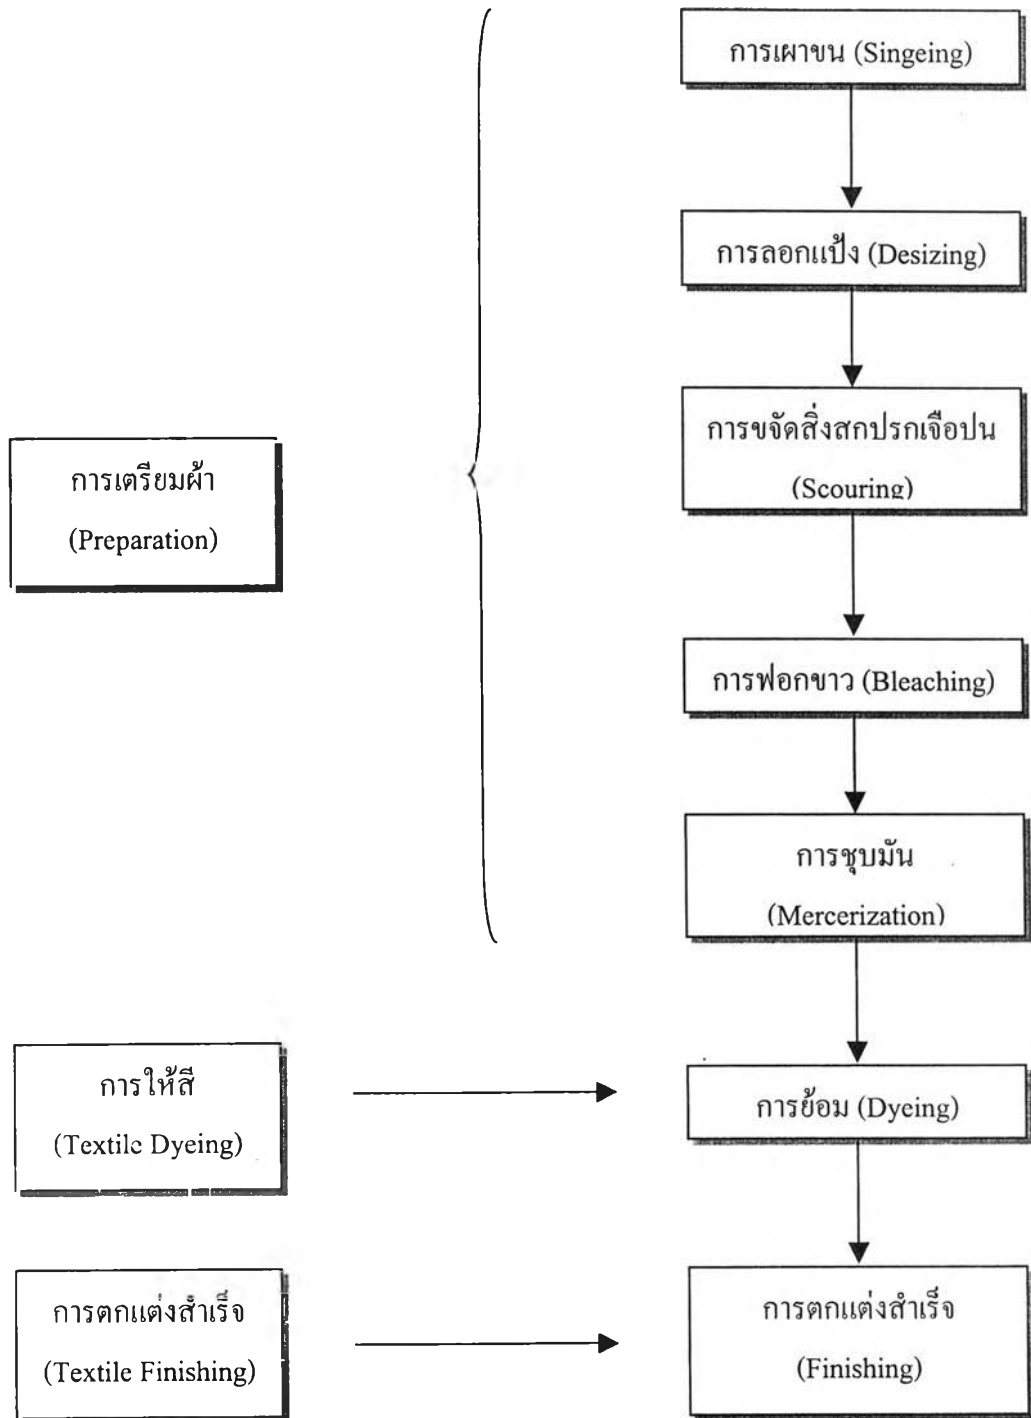 การเผาขน (Singeing)
การลอกแป้ง (Desizing)
การขจัดสิ่งสกปรกเจือปน
(Scouring)
การเตรียมผ้า
(Preparation)
การฟอกขาว (Bleaching)
การชุบมัน
(Mercerization)
การให้สี
(Textile Dyeing)
การย้อม (Dyeing)
การตกแต่งสำเร็จ
(Textile Finishing)
การตกแต่งสำเร็จ
(Finishing)